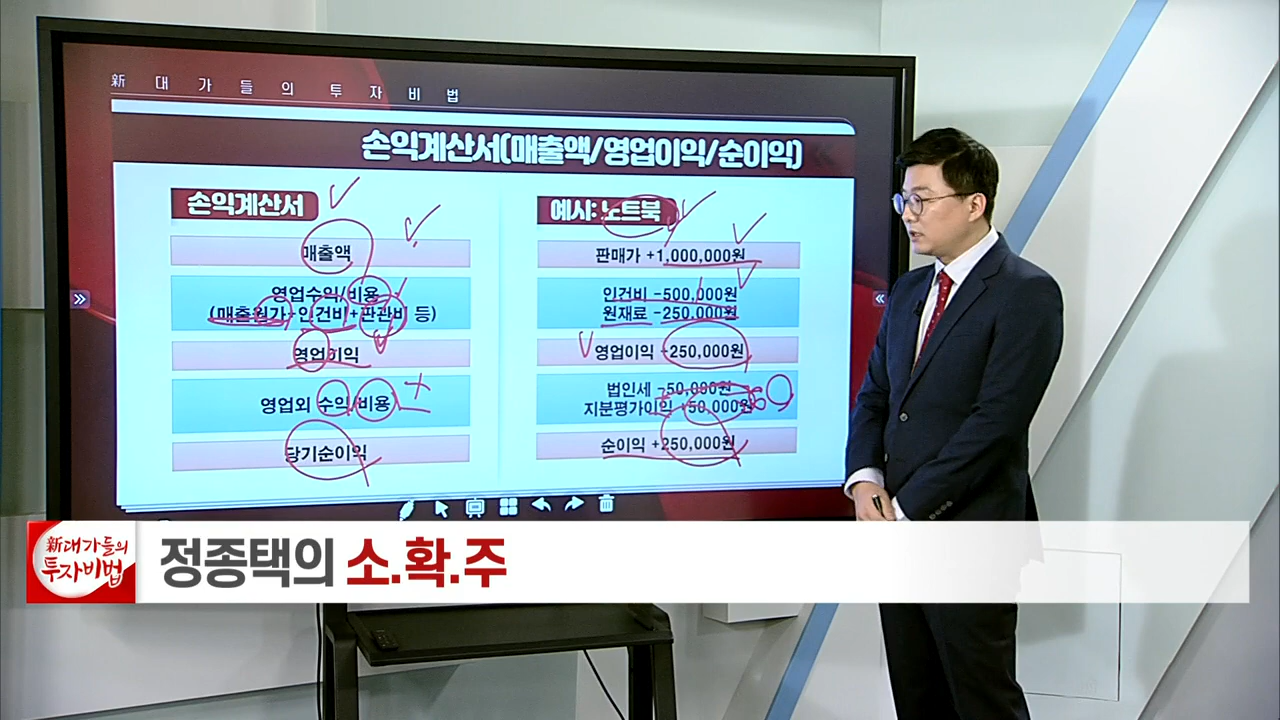 新 대 가 들 의 투 자 비 법
손익계산서(매출액/영업이익/순이익)
손익계산서
매출액
영업수익/비용
(매출원가+인건비+판관비 등)
영업이익
영업외 수익/비용
당기순이익
예시: 노트북
판매가 +1,000,000원
인건비 -500,000원
원재료 -250,000원
영업이익 +250,000원
법인세 -50,000원
지분평가이익 +50,000원
순이익 +250,000원
新대가들의
투자비법
정종택의 소.확.주